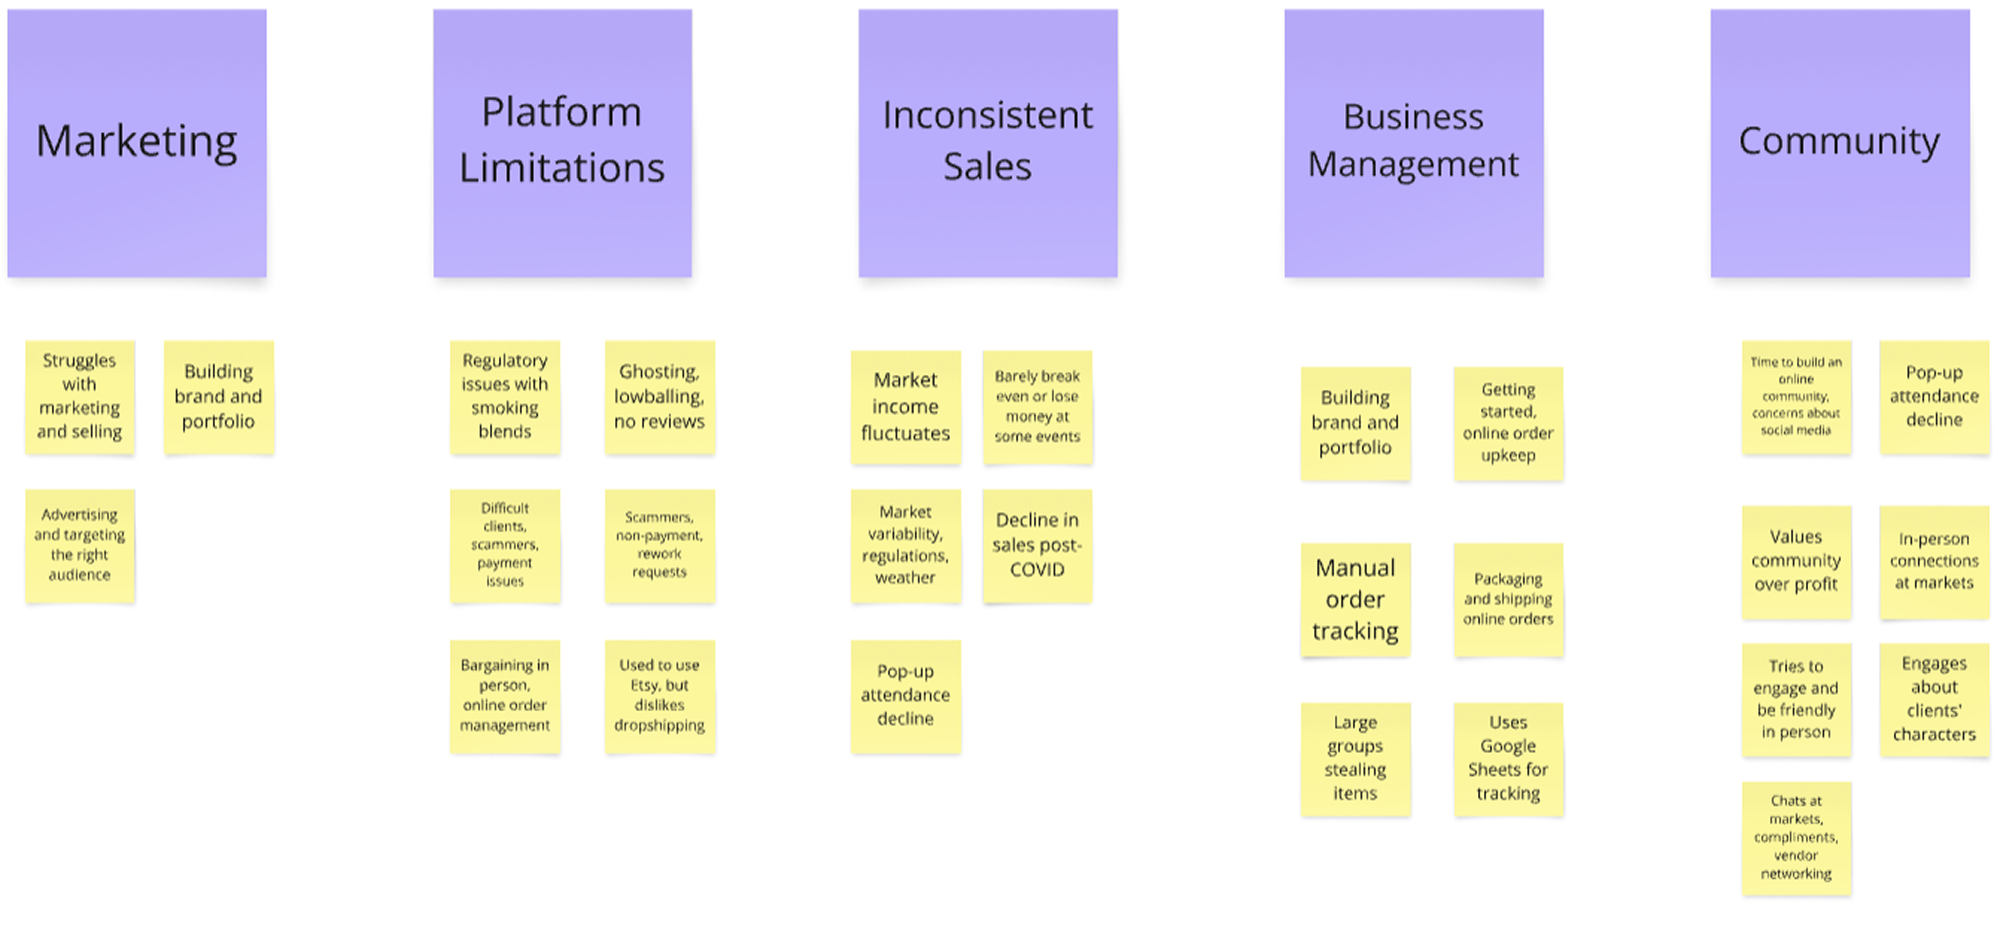 Marketing
Platform
Limitations
Inconsistent
Sales
Business
Management
Community
Struggles
with
marketing
and selling
Building
brand and
portfolio
Advertising
and targeting
the right
audience
Regulatory
issues with
smoking
blends
Ghosting,
lowballing,
no reviews
Difficult
clients,
scammers,
payment
issues
Scammers,
non-payment,
rework
requests
Bargaining in
person,
online order
management
Used to use
Etsy, but
dislikes
dropshipping
Market
income
fluctuates
Barely break
even or lose
money at
some events
Market
variability,
regulations,
weather
Decline in
sales post-
COVID
Pop-up
attendance
decline
Building
brand and
portfolio
Getting
started,
online order
upkeep
Manual
order
tracking
Packaging
and shipping
online orders
Large
groups
stealing
items
Uses
Google
Sheets for
tracking
Time to build an
online
community,
concerns about
social media
Pop-up
attendance
decline
Values
community
over profit
In-person
connections
at markets
Tries to
engage and
be friendly
in person
Engages
about
clients'
characters
Chats at
markets,
compliments,
vendor
networking